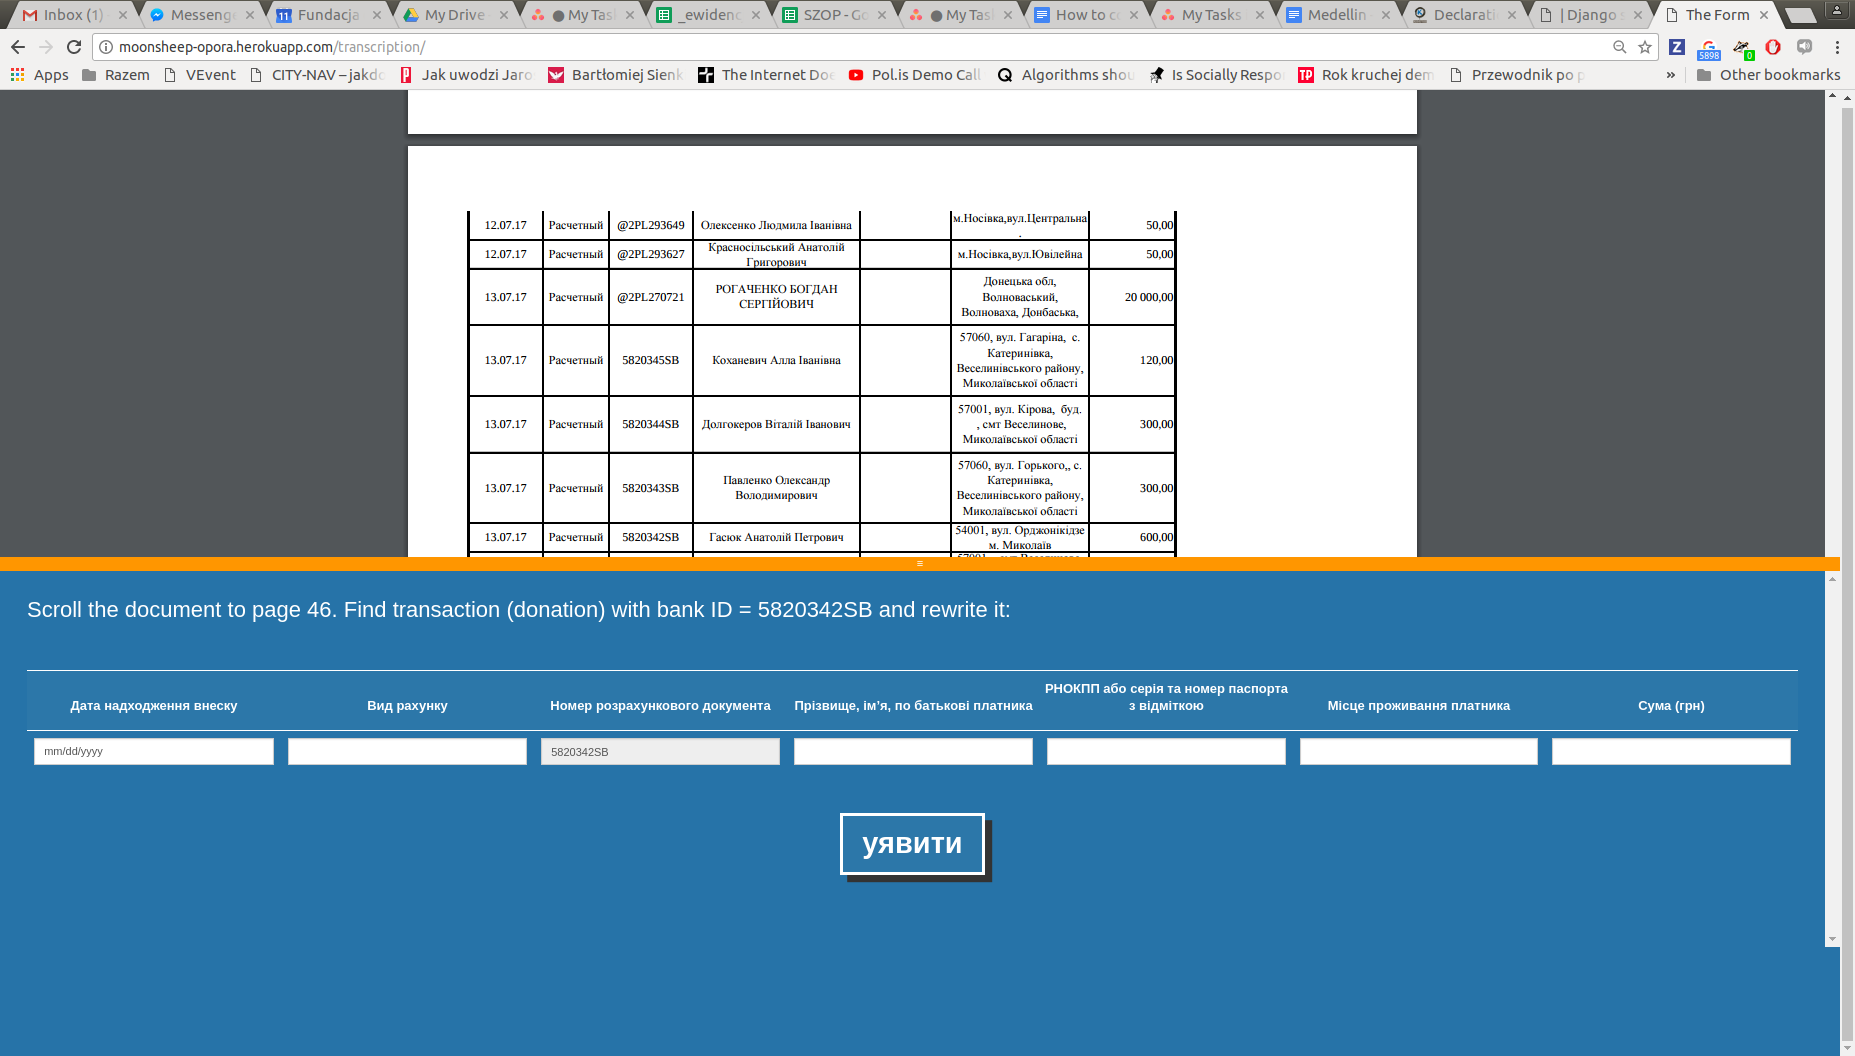 Inbox (1)
Messenge
Fundacja
My Drive
My Tas
_ewidenc
SZOP - Go
My Tas
How to c
My Tasks
Medellin
Declarati
| Django
The Form
moonsheep-opora.herokuapp.com/transcription/
5898
0
Apps
Razem
VEvent
CITY-NAV – jakdo
Jak uwodzi Jaro
Bartłomiej Sienk
The Internet Doe
Pol.is Demo Call
Algorithms shou
Is Socially Respo
Rok kruchej dem
Przewodnik po p
»
Other bookmarks
12.07.17 Расчетный @2PL293649 Олексенко Людмила Іванівна м.Носівка,вул.Центральна 50,00
.
12.07.17 Расчетный @2PL293627 Красносільський Анатолій
Григорович
м.Носівка,вул.Ювілейна 50,00
13.07.17 Расчетный @2PL270721 РОГАЧЕНКО БОГДАН
СЕРГІЙОВИЧ
Донецька обл,
Волноваський,
Волноваха, Донбаська,
20 000,00
13.07.17 Расчетный 5820345SB Коханевич Алла Іванівна
57060, вул. Гагаріна, с.
Катеринівка,
Веселинівського району,
Миколаївської області
120,00
13.07.17 Расчетный 5820344SB Долгокеров Віталій Іванович
57001, вул. Кірова, буд.
, смт Веселинове,
Миколаївської області
300,00
13.07.17 Расчетный 5820343SB Павленко Олександр
Володимирович
57060, вул. Горького,, с.
Катеринівка,
Веселинівського району,
Миколаївської області
300,00
13.07.17 Расчетный 5820342SB Гасюк Анатолій Петрович
54001, вул. Орджонікідзе
м. Миколаїв
600,00
Scroll the document to page 46. Find transaction (donation) with bank ID = 5820342SB and rewrite it:
Дата надходження внеску
Вид рахунку
Номер розрахункового документа
Прізвище, ім'я, по батькові платника
РНОКПП або серія та номер паспорта
з відміткою
Місце проживання платника
Сума (грн)
mm/dd/yyyy
5820342SB
уявити